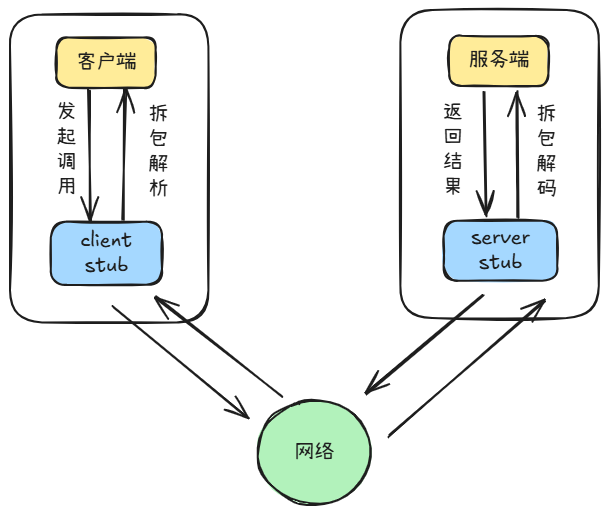 客户端
发起调用
拆包解析
client
stub
服务端
返回结果
拆包解码
server
stub
网络